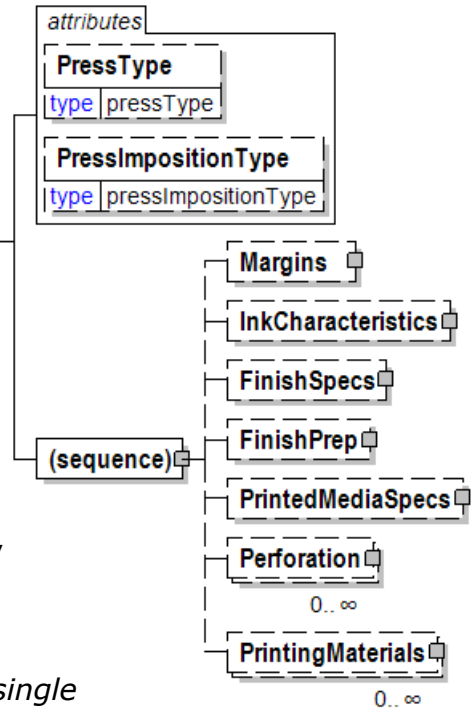 attributes
PressType
type pressType
PressImpositionType
type pressImpositionType
Margins
InkCharacteristics
FinishSpecs
FinishPrep
(sequence)
PrintedMediaSpecs
Perforation
0.. ∞
PrintingMaterials
single
0.. ∞